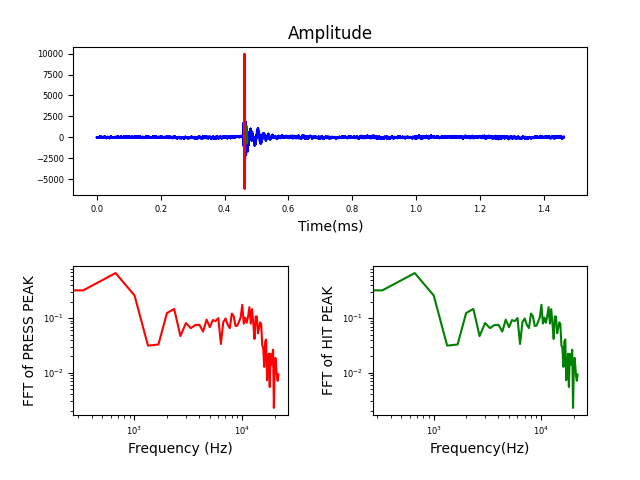 Amplitude
10000
7500
5000
2500
0
−2500
−5000
0.0 0.2 0.4 0.6 0.8 1.0 1.2 1.4
Time(ms)
FFT of PRESS PEAK
10⁻¹
10⁻²
10³ 10⁴
Frequency (Hz)
FFT of HIT PEAK
10⁻¹
10⁻²
10³ 10⁴
Frequency(Hz)